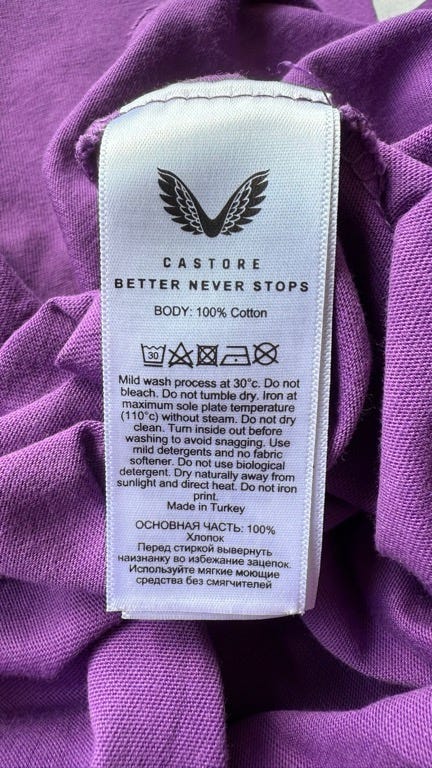 CASTORE
BETTER NEVER STOPS
BODY: 100% Cotton
30
Mild wash process at 30°c. Do not
bleach. Do not tumble dry. Iron at
maximum sole plate temperature
(110°c) without steam. Do not dry
clean. Turn inside out before
washing to avoid snagging. Use
mild detergents and no fabric
softener. Do not use biological
detergent. Dry naturally away from
sunlight and direct heat. Do not iron
print.
Made in Turkey
ОСНОВНАЯ ЧАСТЬ: 100%
Хлопок
Перед стиркой вывернуть
наизнанку во избежание зацепок.
Используйте мягкие моющие
средства без смягчителей